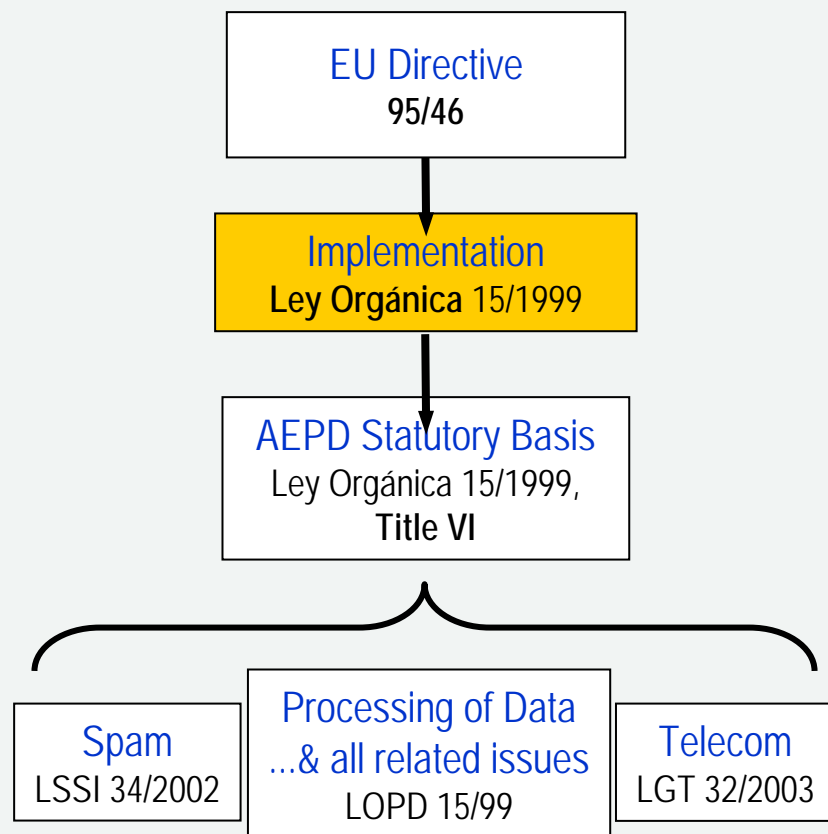 EU Directive
95/46
Implementation
Ley Orgánica 15/1999
AEPD Statutory Basis
Ley Orgánica 15/1999,
Title VI
Spam
LSSI 34/2002
Processing of Data
...& all related issues
LOPD 15/99
Telecom
LGT 32/2003